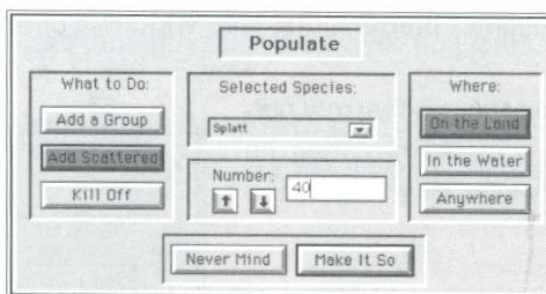 Populate
What to Do:
Add a Group
Add Scattered
Kill Off
Selected Species:
Splatt
Number:
40
Where:
On the Land
In the Water
Anywhere
Never Mind
Make It So